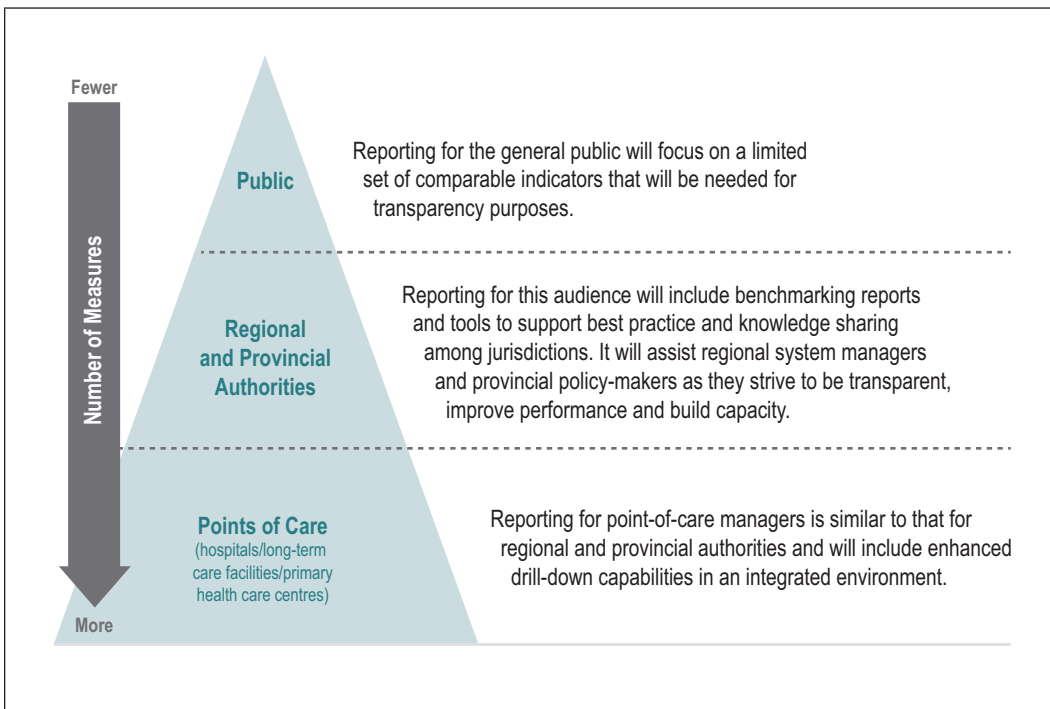 Fewer
Number of Measures
More
Public
Reporting for the general public will focus on a limited
set of comparable indicators that will be needed for
transparency purposes.
Regional
and Provincial
Authorities
Reporting for this audience will include benchmarking reports
and tools to support best practice and knowledge sharing
among jurisdictions. It will assist regional system managers
and provincial policy-makers as they strive to be transparent,
improve performance and build capacity.
Points of Care
(hospitals/long-term
care facilities/primary
health care centres)
Reporting for point-of-care managers is similar to that for
regional and provincial authorities and will include enhanced
drill-down capabilities in an integrated environment.